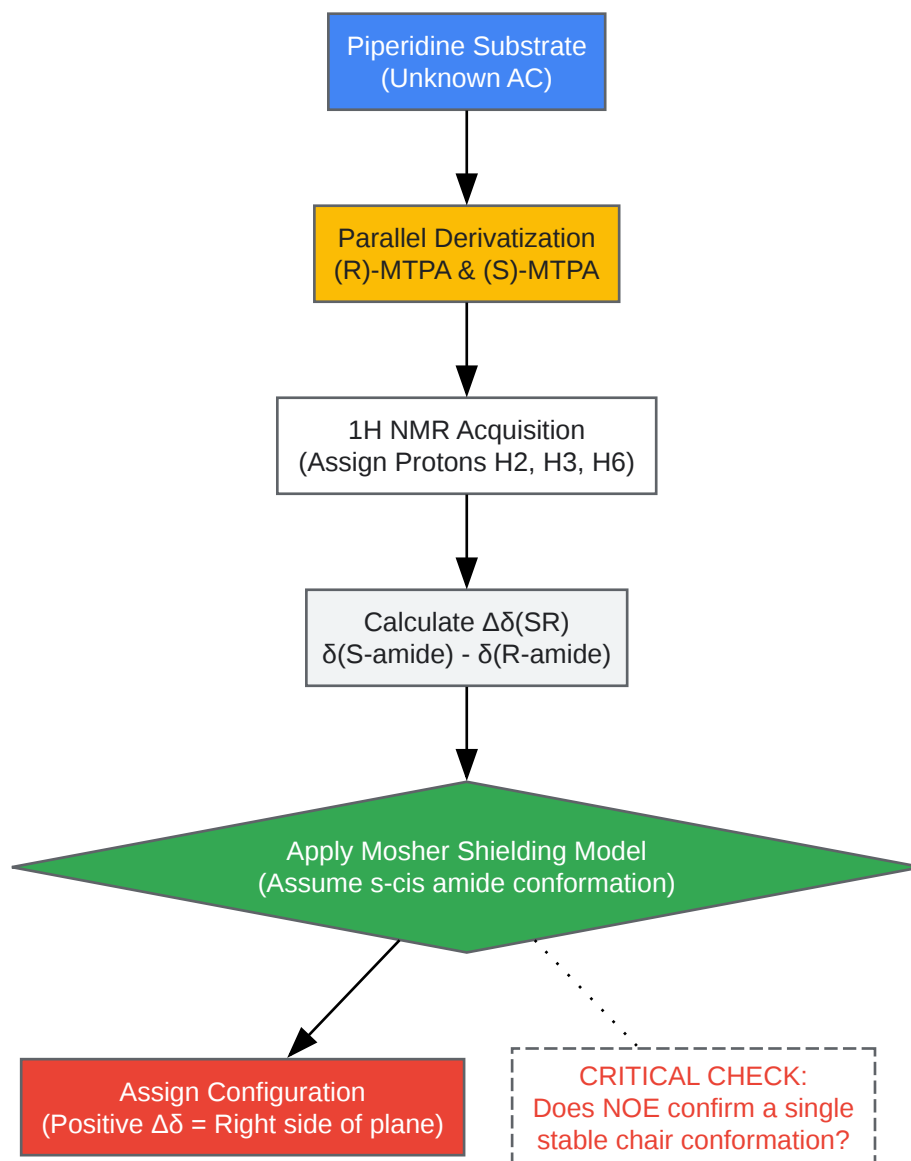 Piperidine Substrate
(Unknown AC)
Parallel Derivatization
(R)-MTPA & (S)-MTPA
1H NMR Acquisition
(Assign Protons H2, H3, H6)
Calculate Δδ(SR)
δ(S-amide) - δ(R-amide)
Apply Mosher Shielding Model
(Assume s-cis amide conformation)
Assign Configuration
(Positive Δδ = Right side of plane)
CRITICAL CHECK:
Does NOE confirm a single
stable chair conformation?